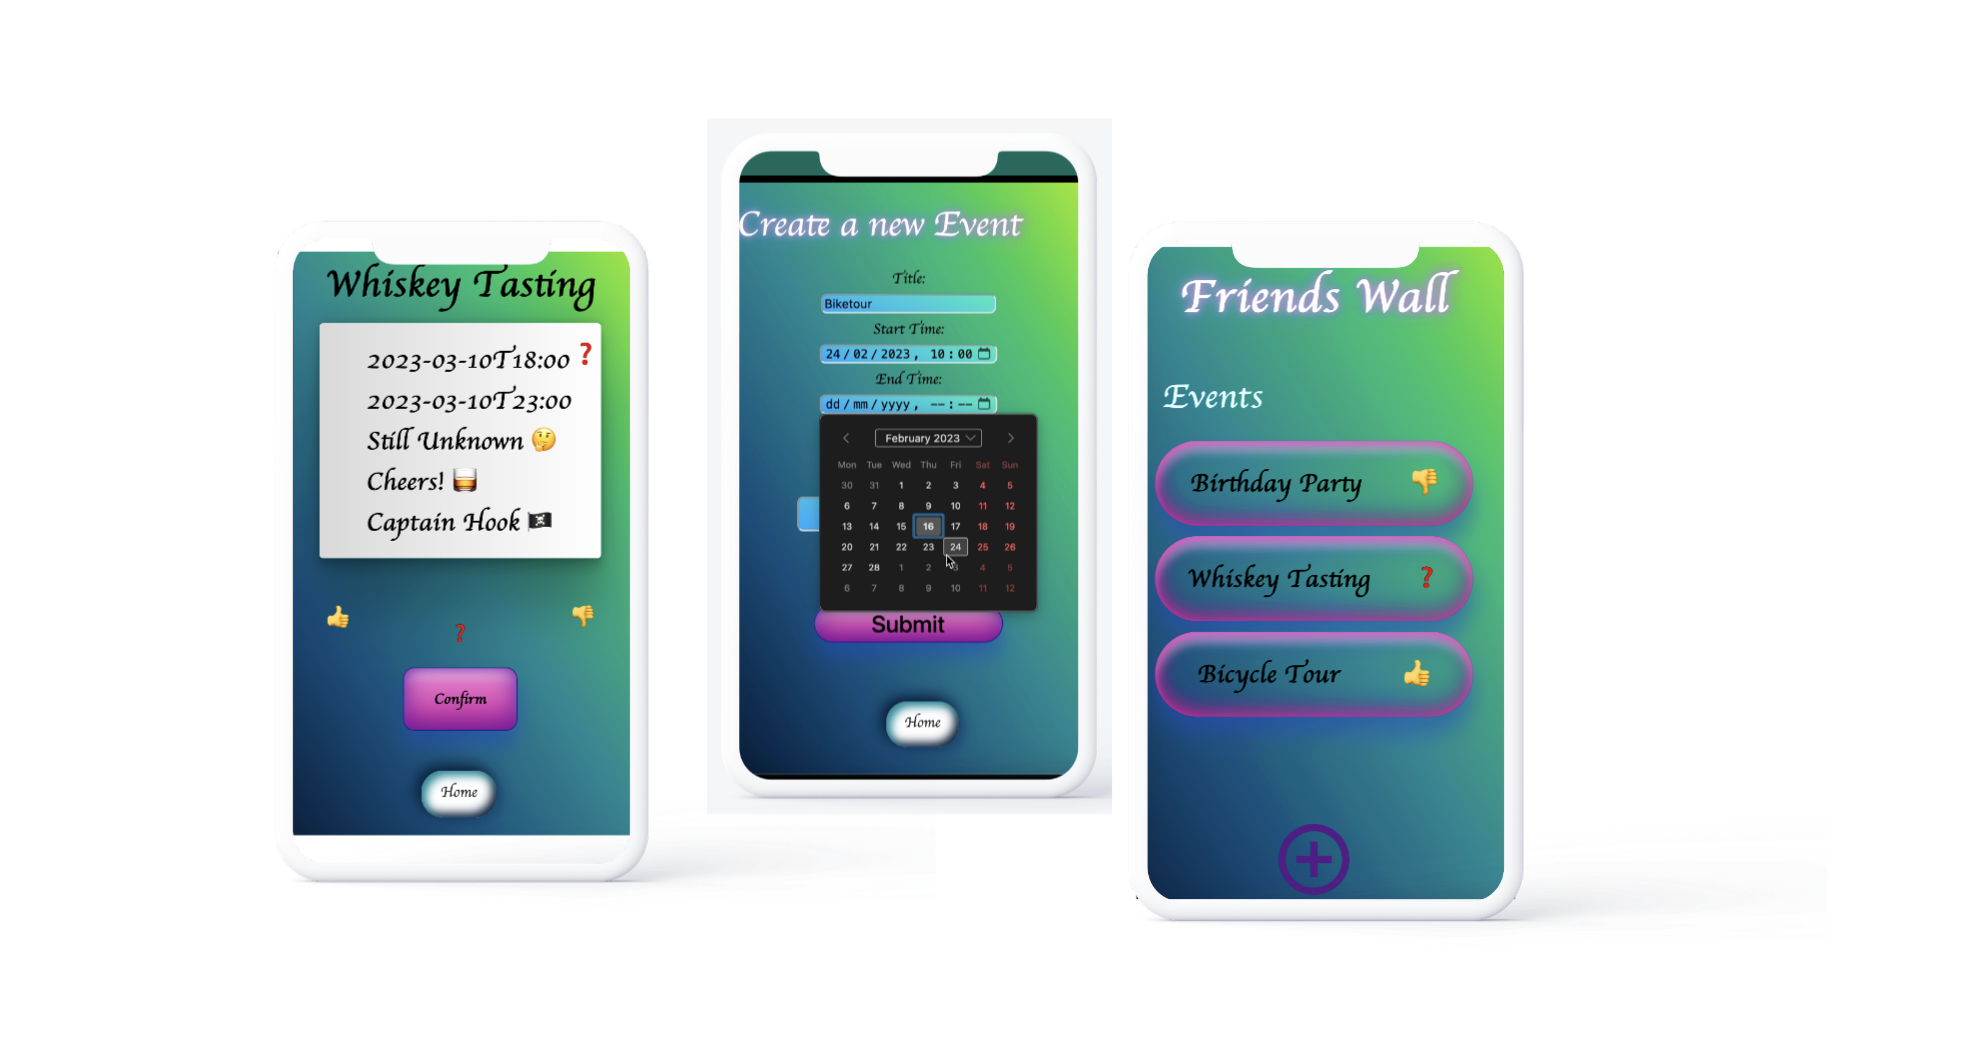 Whiskey Tasting
2023-03-10T18:00 ❓
2023-03-10T23:00
Still Unknown 🤔
Cheers! 🥃
Captain Hook 🏴‍☠️
👍 ❓ 👎
Confirm
Home
Create a new Event
Title:
Biketour
Start Time:
24/02/2023, 10:00
End Time:
dd/mm/yyyy, --:--
February 2023
Mon Tue Wed Thu Fri Sat Sun
30 31 1 2 3 4 5
6 7 8 9 10 11 12
13 14 15 16 17 18 19
20 21 22 23 24 25 26
27 28 1 2 3 4 5
6 7 8 9 10 11 12
Submit
Home
Friends Wall
Events
Birthday Party 👎
Whiskey Tasting ❓
Bicycle Tour 👍